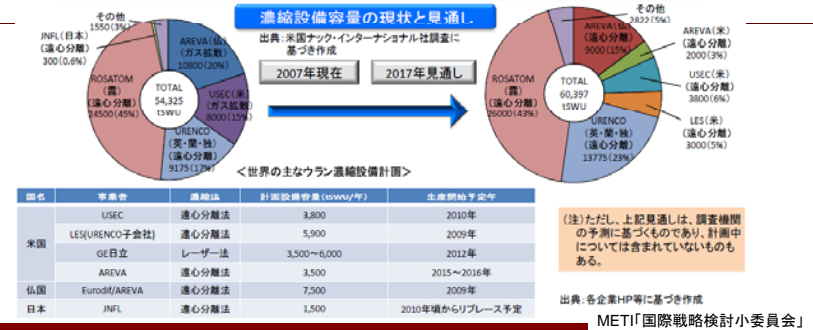 濃縮設備容量の現状と見通し
出典：米国ナック・インターナショナル社調査に
基づき作成
2007年現在
2017年見通し
その他
1550(3%)
JNFL(日本)
(遠心分離)
300(0.6%)
AREVA(仏)
(ガス拡散)
10800(20%)
ROSATOM
(露)
(遠心分離)
24500(45%)
TOTAL
54,325
tSWU
USEC(米)
(ガス拡散)
8000(15%)
URENCO
(英・蘭・独)
(遠心分離)
9175(17%)
その他
2822(5%)
AREVA(仏)
(遠心分離)
9000(15%)
AREVA(米)
(遠心分離)
2000(3%)
ROSATOM
(露)
(遠心分離)
26000(43%)
TOTAL
60,397
tSWU
USEC(米)
(遠心分離)
3800(6%)
LES(米)
(遠心分離)
3000(5%)
URENCO
(英・蘭・独)
(遠心分離)
13775(23%)
＜世界の主なウラン濃縮設備計画＞
国名 事業者 濃縮法 計画設備容量(tSWU/年) 生産開始予定年
米国 USEC 遠心分離法 3,800 2010年
LES(URENCO子会社) 遠心分離法 5,900 2009年
GE日立 レーザー法 3,500～6,000 2012年
AREVA 遠心分離法 3,500 2015～2016年
仏国 Eurodif/AREVA 遠心分離法 7,500 2009年
日本 JNFL 遠心分離法 1,500 2010年頃からリプレース予定
(注)ただし、上記見通しは、調査機関
の予測に基づくものであり、計画中
については含まれていないものも
ある。
出典：各企業HP等に基づき作成
METI「国際戦略検討小委員会」